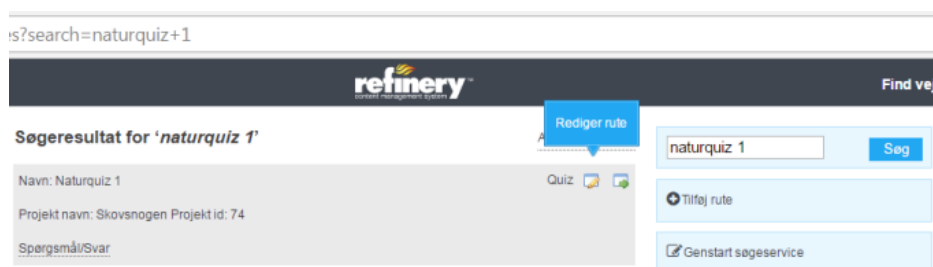 s?search=naturquiz+1
refinery
content management system
Find vej
Søgeresultat for ‘naturquiz 1’
Rediger rute
naturquiz 1
Søg
Navn: Naturquiz 1
Quiz
Projekt navn: Skovsnogen Projekt id: 74
Spørgsmål/Svar
Tilføj rute
Genstart søgeservice